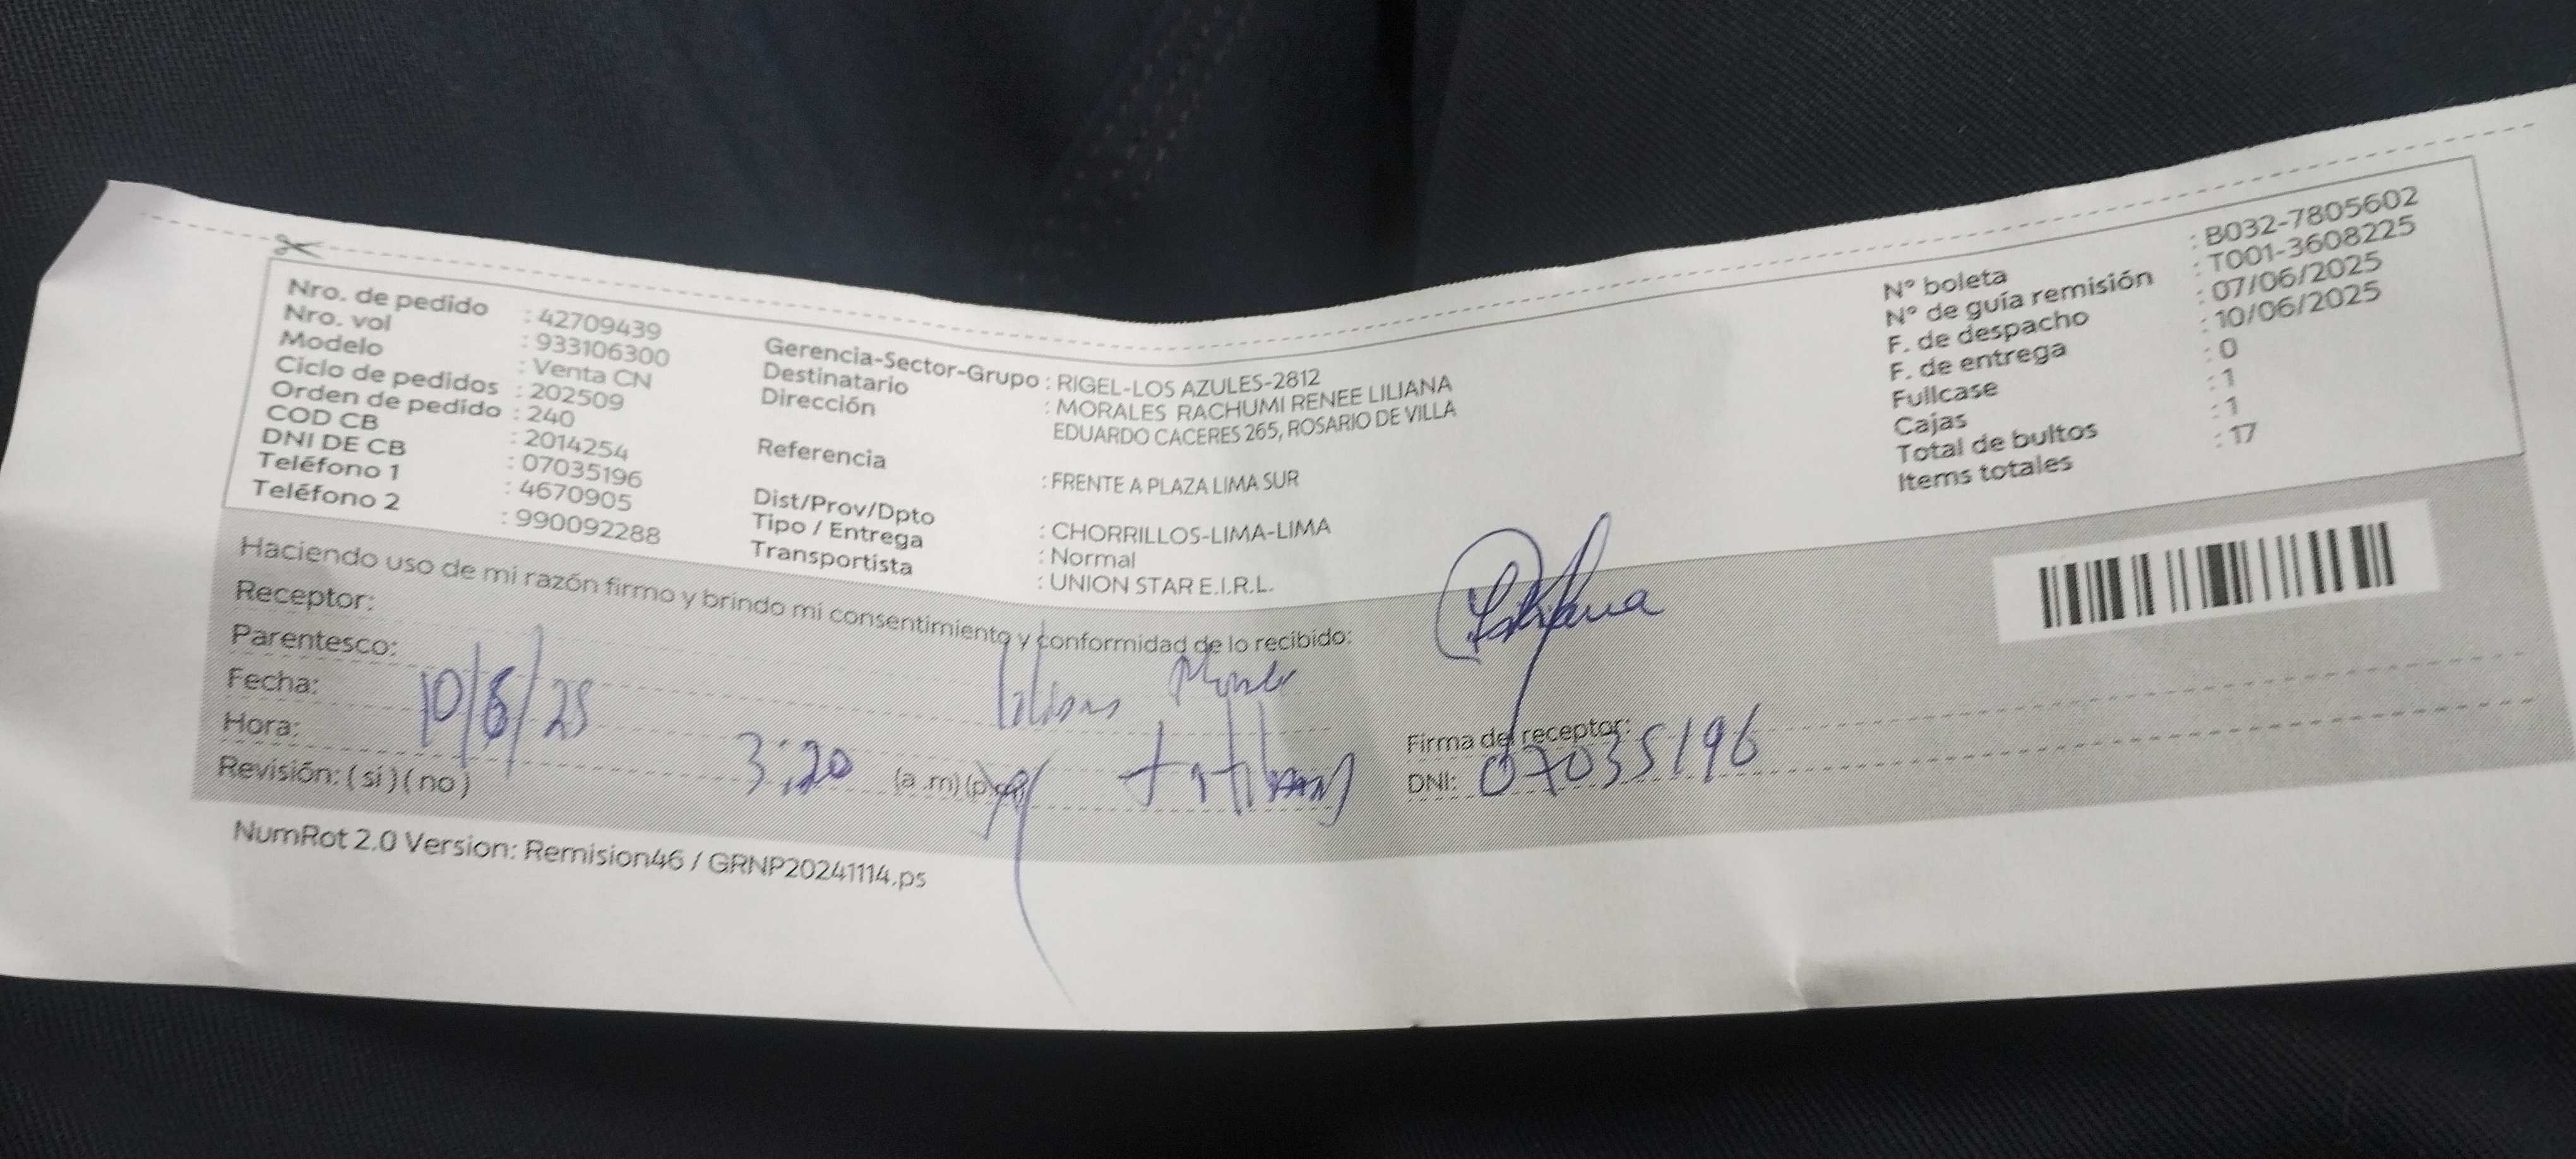 Nro. de pedido : 42709439
Nro. vol : 933106300
Modelo : Venta CN
Ciclo de pedidos : 202509
Orden de pedido : 240
COD CB : 2014254
DNI DE CB : 07035196
Teléfono 1 : 4670905
Teléfono 2 : 990092288
Gerencia-Sector-Grupo : RIGEL-LOS AZULES-2812
Destinatario : MORALES RACHUMI RENEE LILIANA
Dirección EDUARDO CACERES 265, ROSARIO DE VILLA
Referencia : FRENTE A PLAZA LIMA SUR
Dist/Prov/Dpto : CHORRILLOS-LIMA-LIMA
Tipo / Entrega : Normal
Transportista : UNION STAR E.I.R.L.
N° boleta : B032-7805602
N° de guía remisión : T001-3608225
F. de despacho : 07/06/2025
F. de entrega : 10/06/2025
Fullcase : 0
Cajas : 1
Total de bultos : 1
Items totales : 17
Haciendo uso de mi razón firmo y brindo mi consentimiento y conformidad de lo recibido:
Receptor:
Parentesco:
Fecha: 10/6/25
Hora: 3:20 (a.m)(p.m)
Revisión: ( si ) ( no )
Firma del receptor:
DNI: 07035196
NumRot 2.0 Version: Remision46 / GRNP20241114.ps